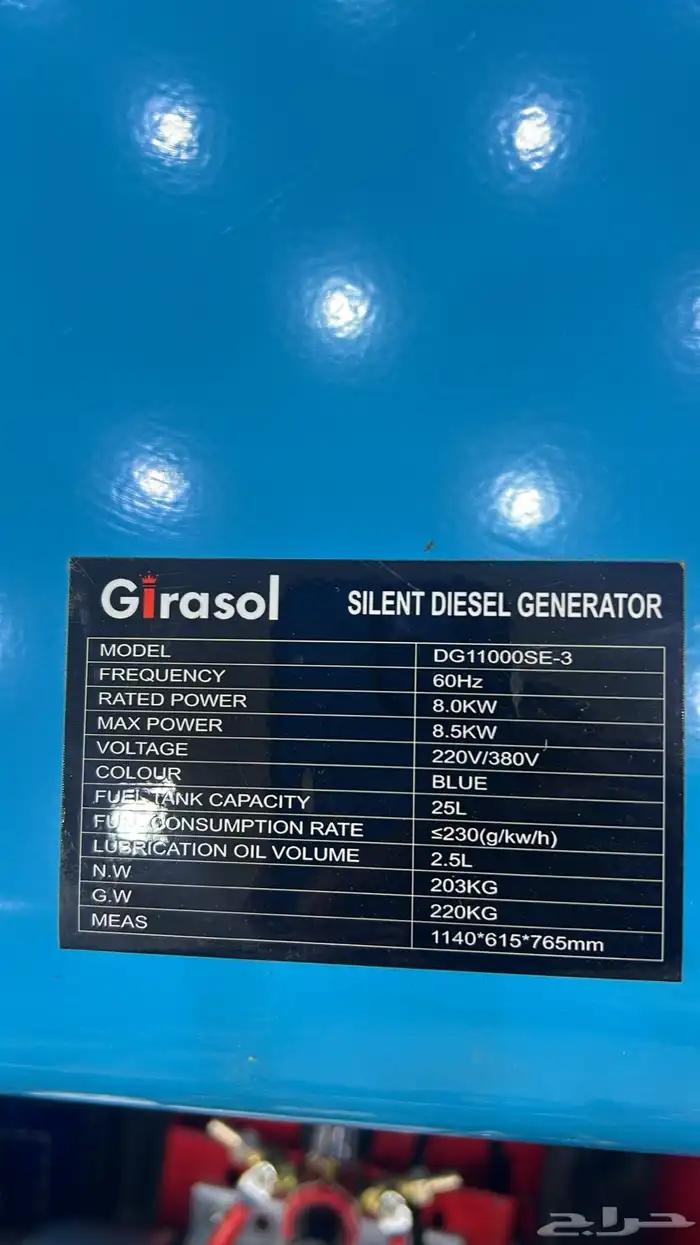 Girasol SILENT DIESEL GENERATOR
MODEL DG11000SE-3
FREQUENCY 60Hz
RATED POWER 8.0KW
MAX POWER 8.5KW
VOLTAGE 220V/380V
COLOUR BLUE
FUEL TANK CAPACITY 25L
FUEL CONSUMPTION RATE ≤230(g/kw/h)
LUBRICATION OIL VOLUME 2.5L
N.W 203KG
G.W 220KG
MEAS 1140*615*765mm
حراج